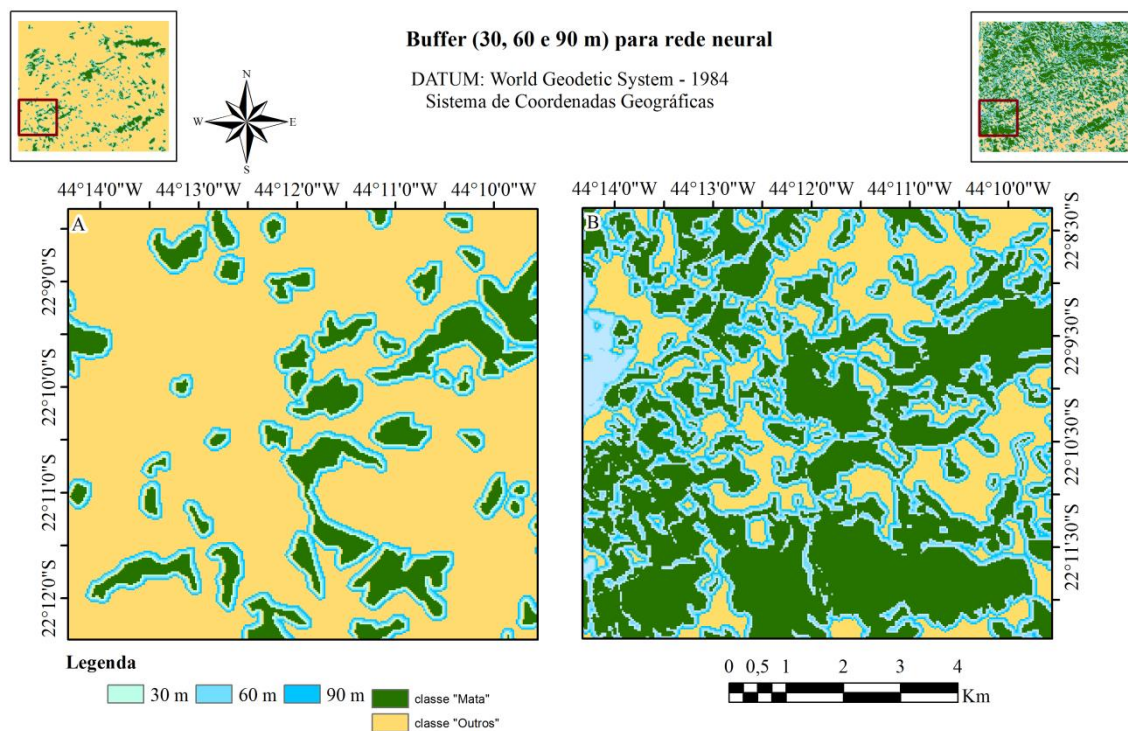 Buffer (30, 60 e 90 m) para rede neural
DATUM: World Geodetic System - 1984
Sistema de Coordenadas Geográficas
N
W E
S
44°14'0"W 44°13'0"W 44°12'0"W 44°11'0"W 44°10'0"W
44°14'0"W 44°13'0"W 44°12'0"W 44°11'0"W 44°10'0"W
A
B
22°9'0"S
22°10'0"S
22°11'0"S
22°12'0"S
22°8'30"S
22°9'30"S
22°10'30"S
22°11'30"S
Legenda
30 m 60 m 90 m classe "Mata"
classe "Outros"
0 0,5 1 2 3 4
Km